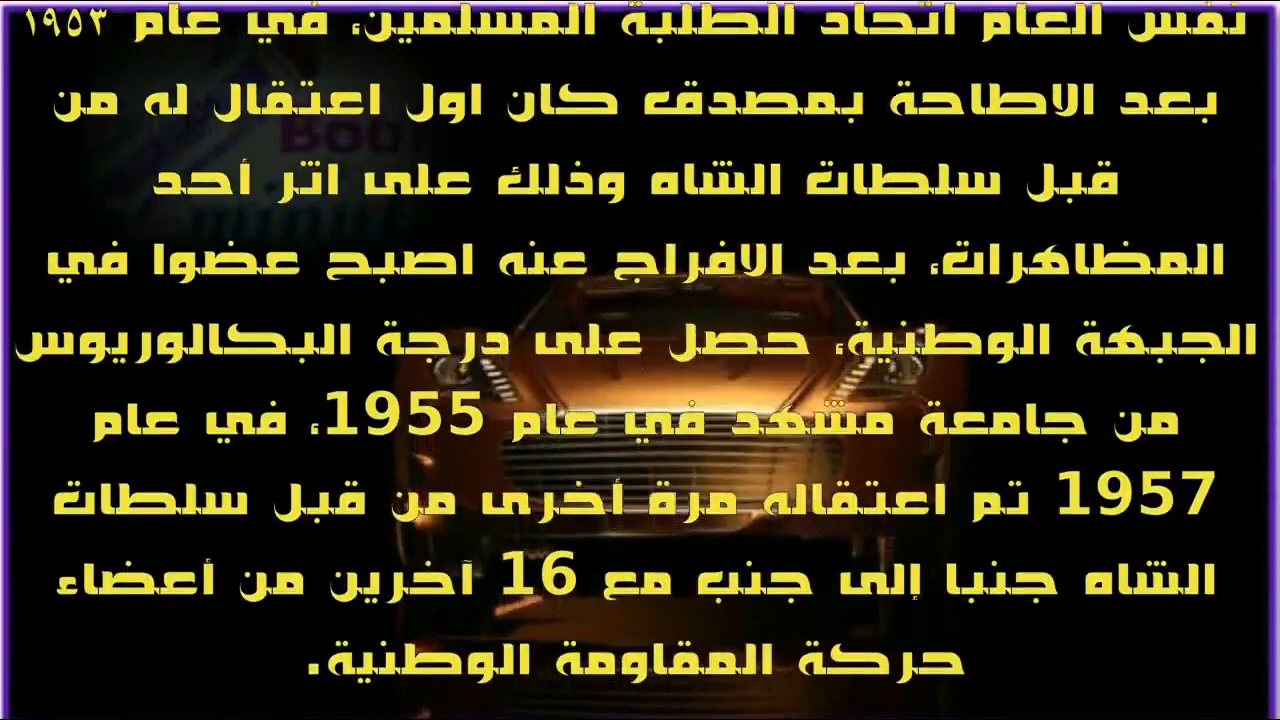 نفس العام اتحاد الطلبة المسلمين، في عام ١٩٥٣
بعد الاطاحة بمصدق كان اول اعتقال له من
قبل سلطات الشاه وذلك على اثر أحد
المظاهرات، بعد الافراج عنه اصبح عضوا في
الجبهة الوطنية، حصل على درجة البكالوريوس
من جامعة مشهد في عام 1955، في عام
1957 تم اعتقاله مرة أخرى من قبل سلطات
الشاه جنبا إلى جنب مع 16 آخرين من أعضاء
حركة المقاومة الوطنية.